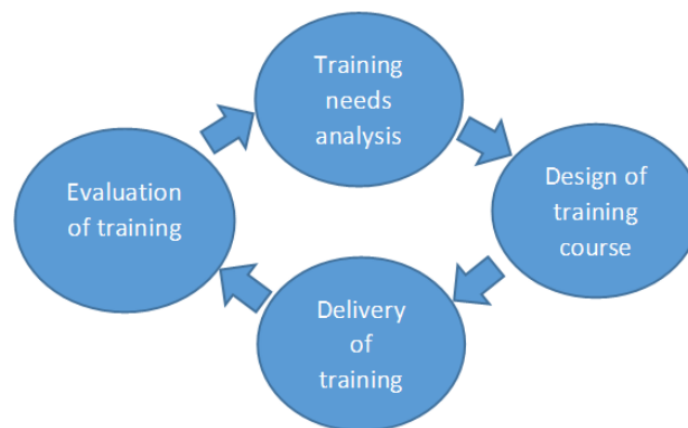 Training
needs
analysis
Design of
training
course
Delivery
of
training
Evaluation
of training